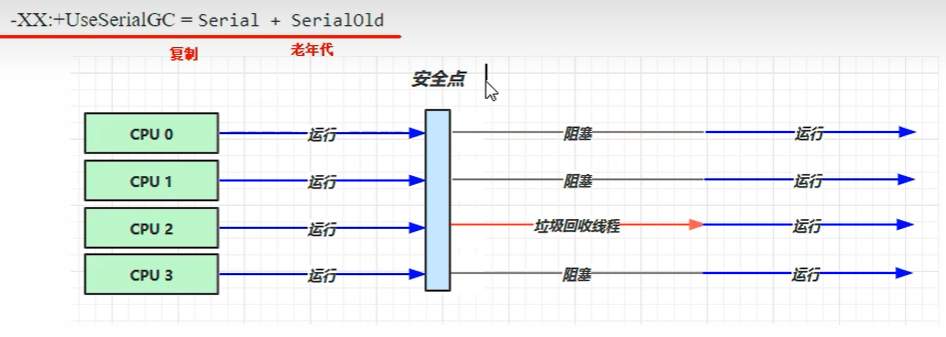 -XX:+UseSerialGC = Serial + SerialOld
复制 老年代
安全点
CPU 0 运行 阻塞 运行
CPU 1 运行 阻塞 运行
CPU 2 运行 垃圾回收线程 运行
CPU 3 运行 阻塞 运行